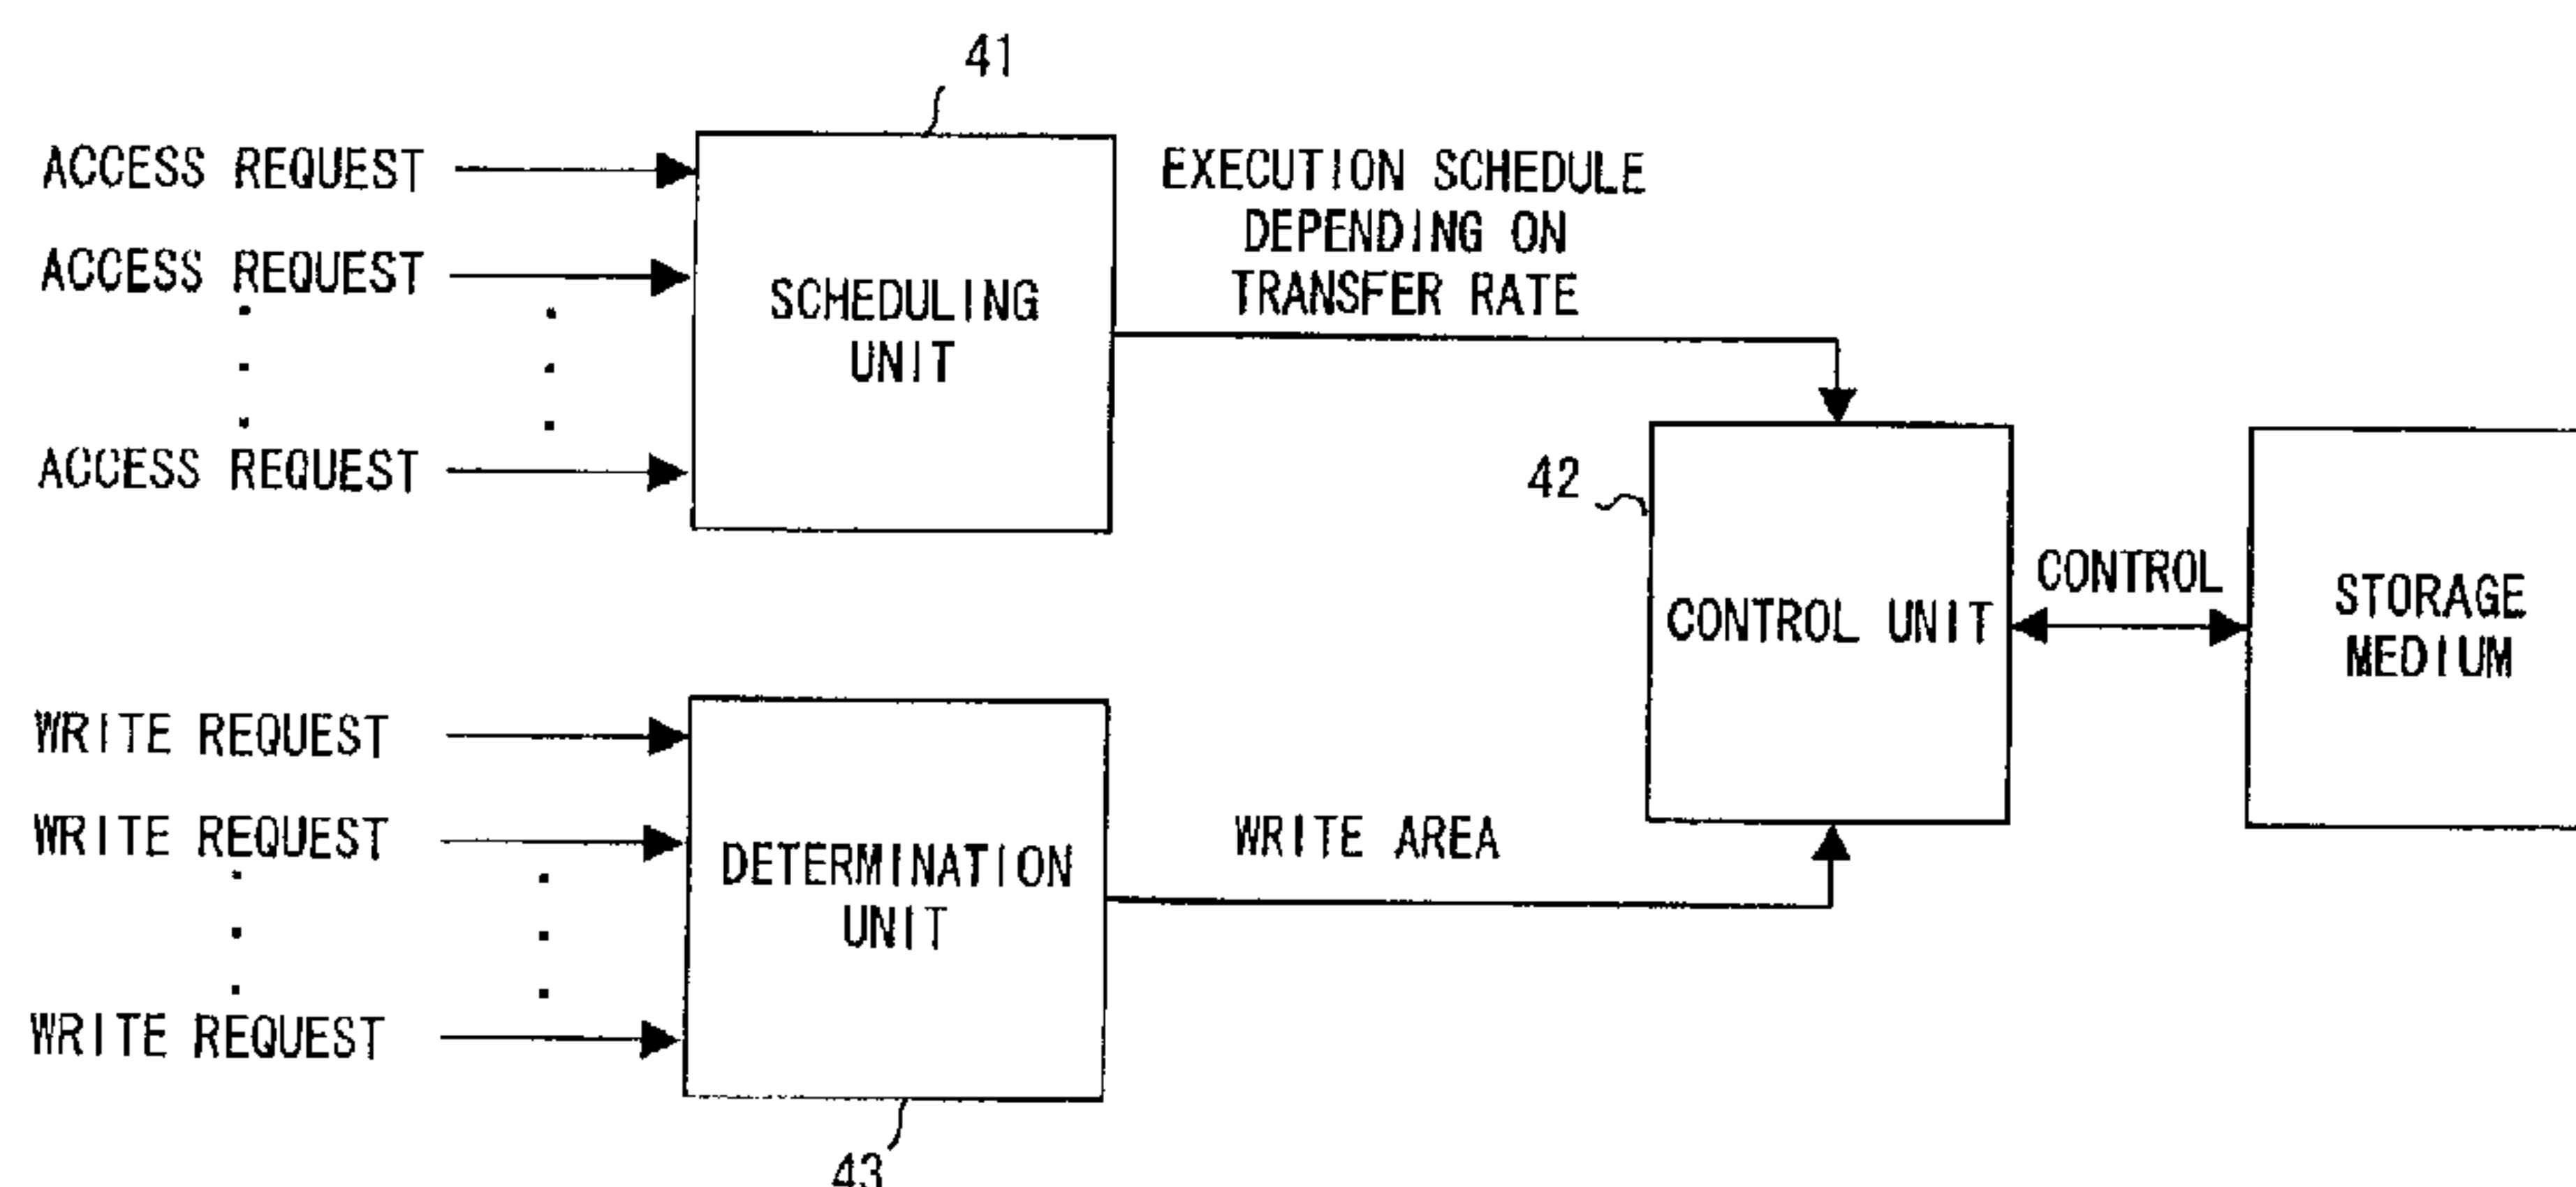 41
ACCESS REQUEST
ACCESS REQUEST
ACCESS REQUEST
SCHEDULING
UNIT
EXECUTION SCHEDULE
DEPENDING ON
TRANSFER RATE
42
CONTROL UNIT
CONTROL
STORAGE
MEDIUM
WRITE REQUEST
WRITE REQUEST
WRITE REQUEST
DETERMINATION
UNIT
WRITE AREA
43